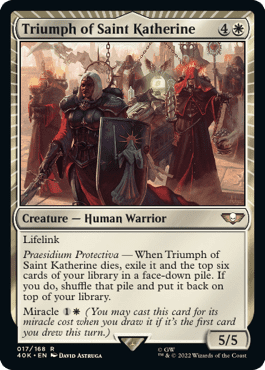 Triumph of Saint Katherine 4
Creature — Human Warrior
Lifelink
Praesidium Protectiva — When Triumph of
Saint Katherine dies, exile it and the top six
cards of your library in a face-down pile. If
you do, shuffle that pile and put it back on
top of your library.
Miracle 1 (You may cast this card for its
miracle cost when you draw it if it's the first card
you drew this turn.)
5/5
017/168 R
40K • EN DAVID ASTRUGA
© GW
™ & © 2022 Wizards of the Coast